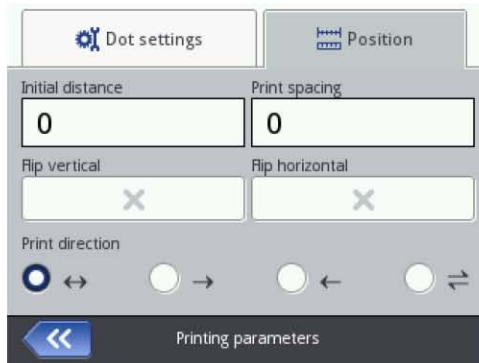 Dot settings
Position
Initial distance
Print spacing
0
0
Flip vertical
Flip horizontal
Print direction
↔
→
←
⇌
Printing parameters